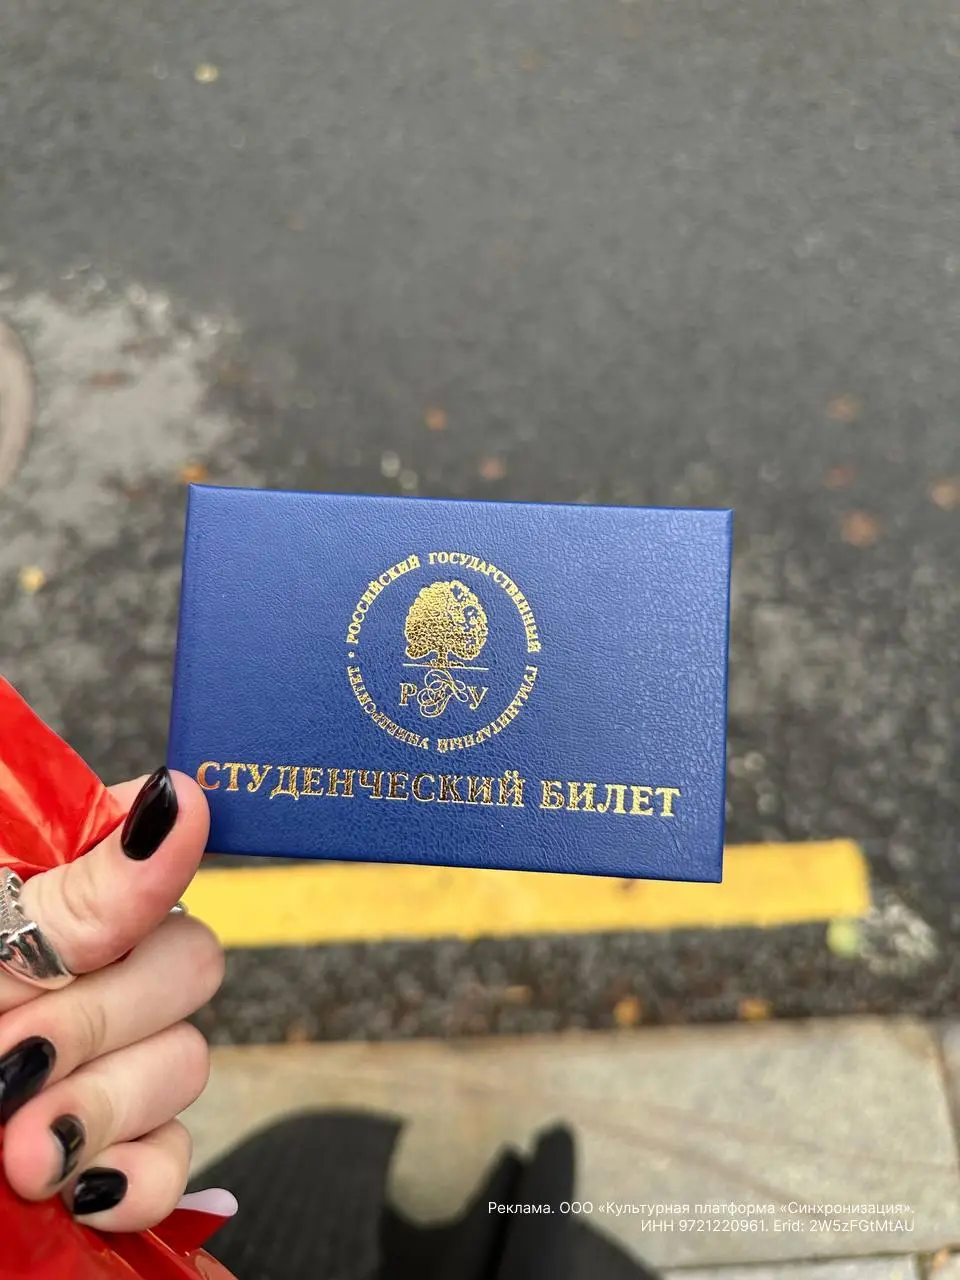 РОССИЙСКИЙ ГОСУДАРСТВЕННЫЙ ГУМАНИТАРНЫЙ УНИВЕРСИТЕТ *
РГГУ
СТУДЕНЧЕСКИЙ БИЛЕТ
Реклама. ООО «Культурная платформа «Синхронизация».
ИНН 9721220961. Erid: 2W5zFGtMtAU